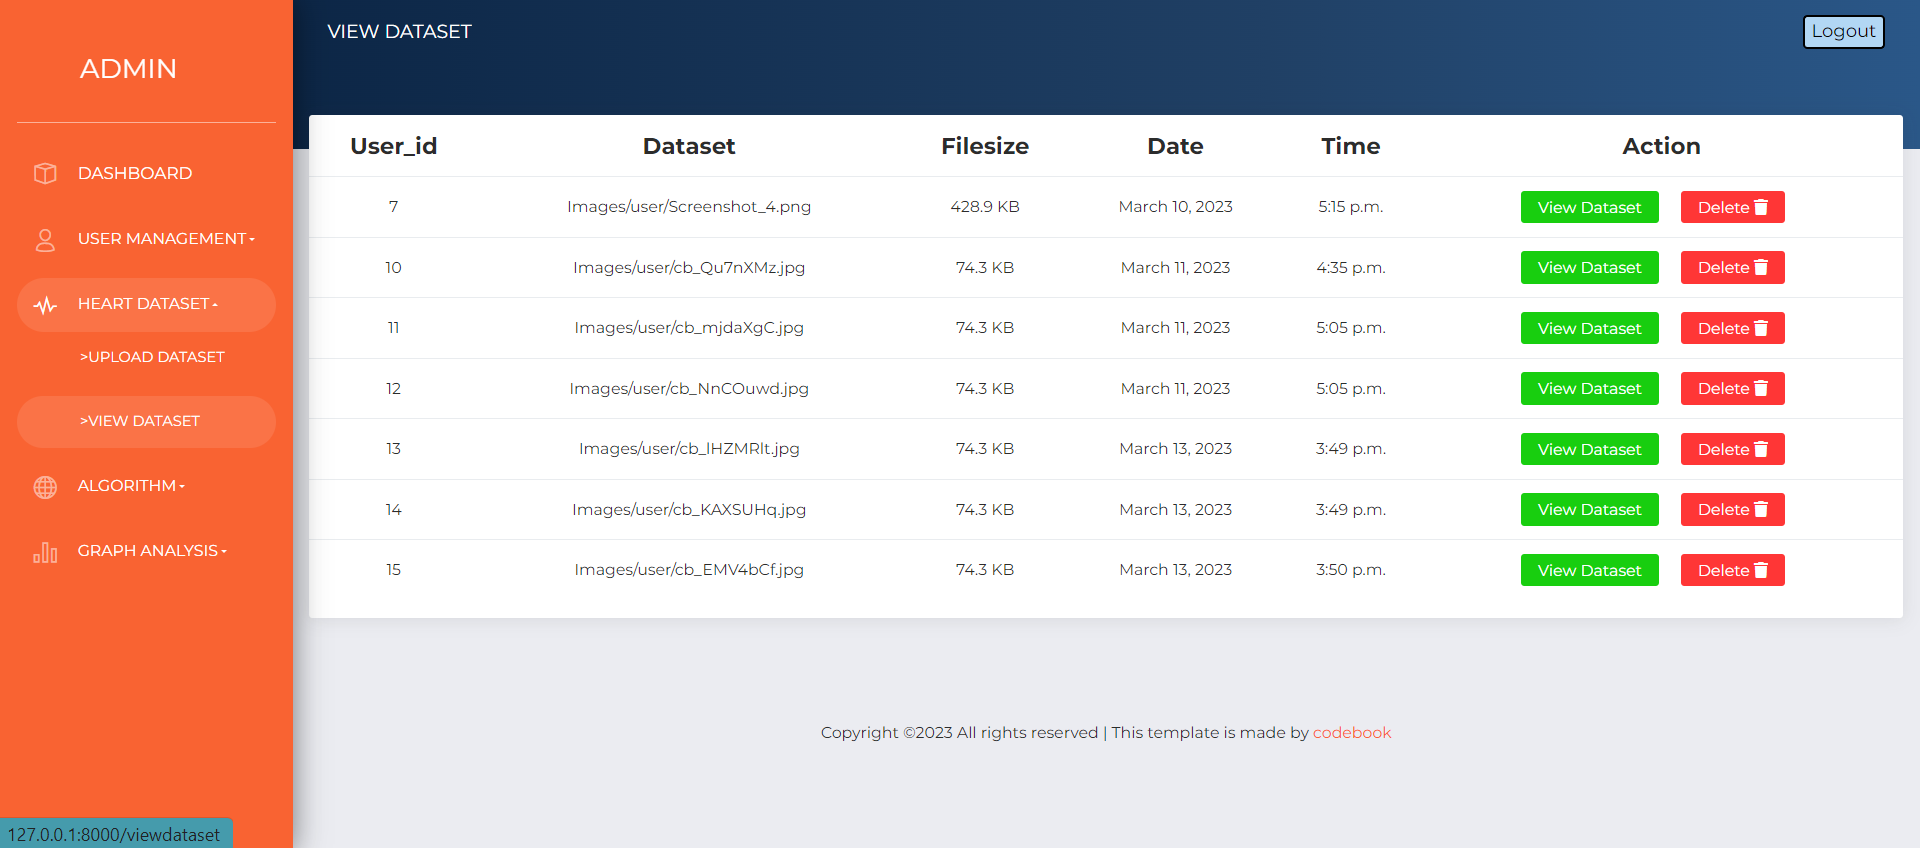 ADMIN
DASHBOARD
USER MANAGEMENT
HEART DATASET
>UPLOAD DATASET
>VIEW DATASET
ALGORITHM
GRAPH ANALYSIS
VIEW DATASET
Logout
User_id Dataset Filesize Date Time Action
7 Images/user/Screenshot_4.png 428.9 KB March 10, 2023 5:15 p.m. View Dataset Delete
10 Images/user/cb_Qu7nXMz.jpg 74.3 KB March 11, 2023 4:35 p.m. View Dataset Delete
11 Images/user/cb_mjdaXgC.jpg 74.3 KB March 11, 2023 5:05 p.m. View Dataset Delete
12 Images/user/cb_NnCOuwd.jpg 74.3 KB March 11, 2023 5:05 p.m. View Dataset Delete
13 Images/user/cb_lHZMRlt.jpg 74.3 KB March 13, 2023 3:49 p.m. View Dataset Delete
14 Images/user/cb_KAXSUHq.jpg 74.3 KB March 13, 2023 3:49 p.m. View Dataset Delete
15 Images/user/cb_EMV4bCf.jpg 74.3 KB March 13, 2023 3:50 p.m. View Dataset Delete
Copyright ©2023 All rights reserved | This template is made by codebook
127.0.0.1:8000/viewdataset